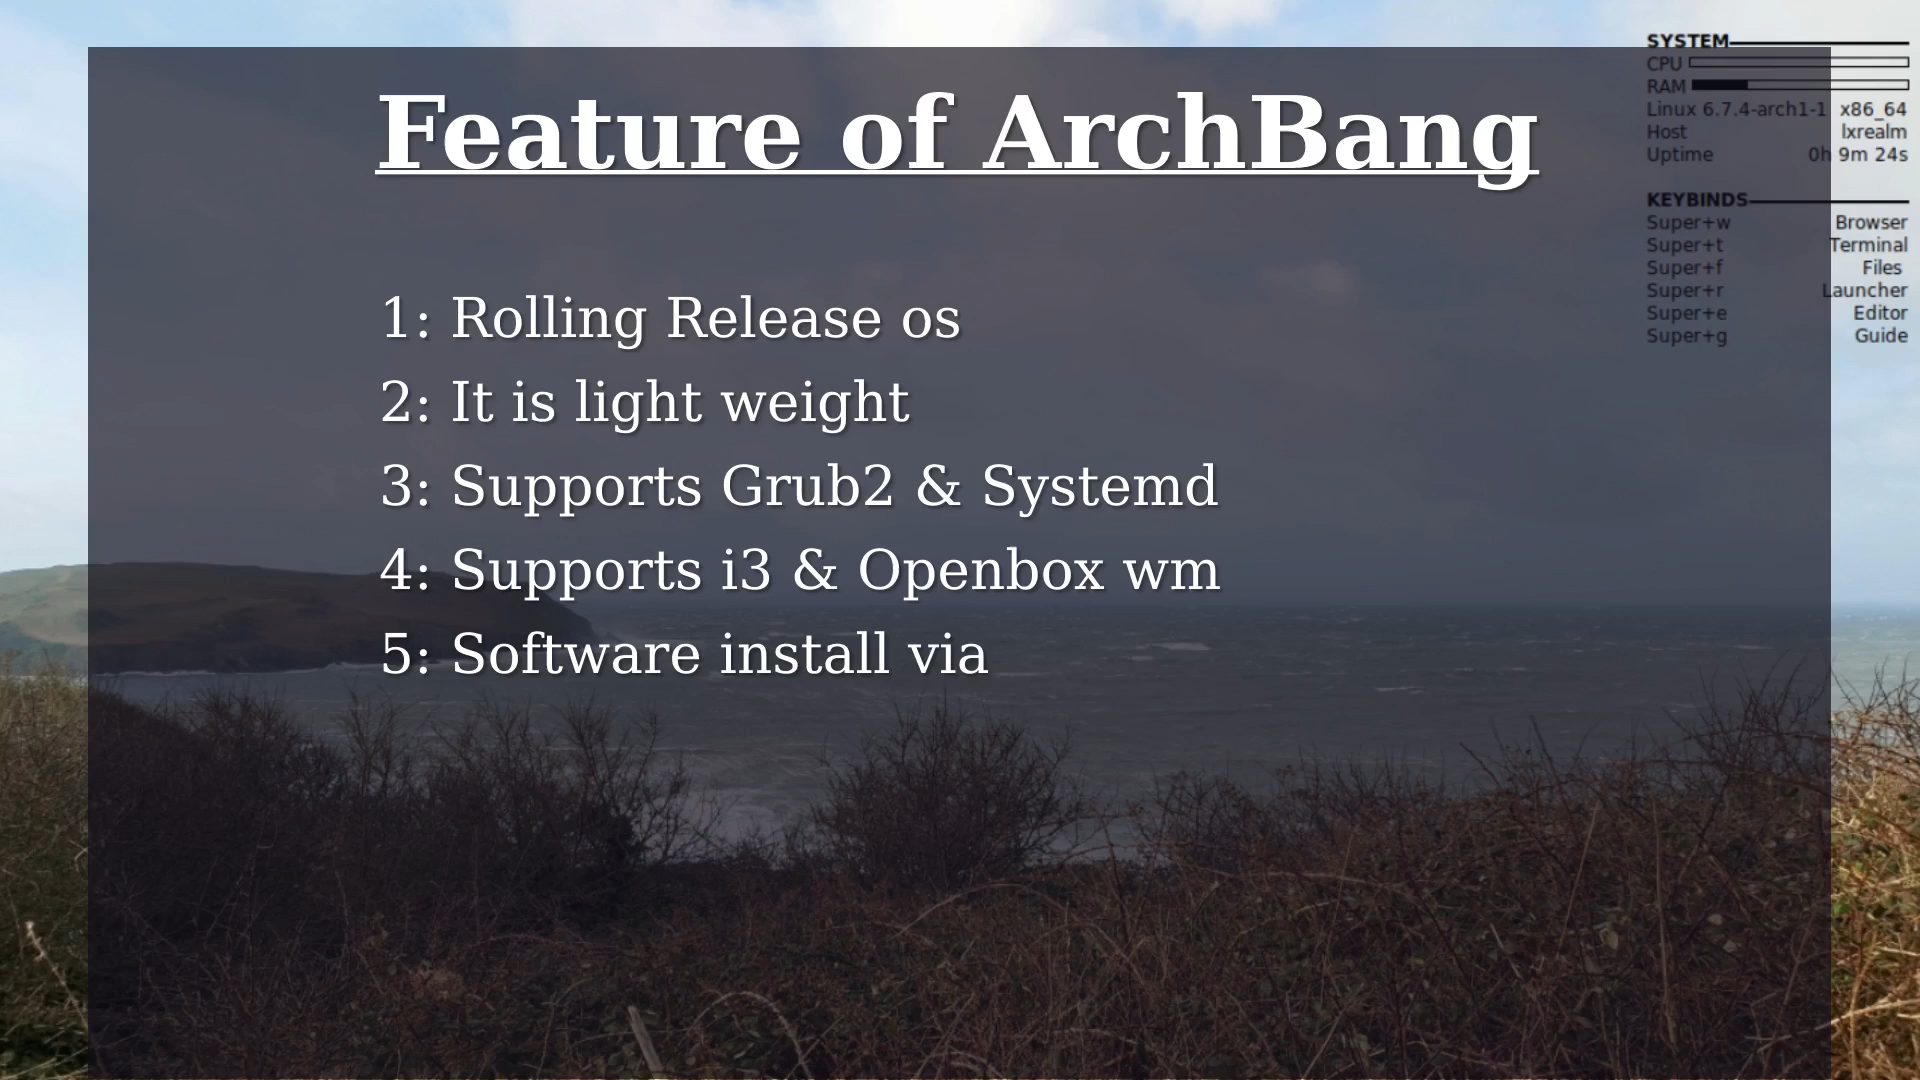 Feature of ArchBang
1: Rolling Release os
2: It is light weight
3: Supports Grub2 & Systemd
4: Supports i3 & Openbox wm
5: Software install via
SYSTEM
CPU
RAM
Linux 6.7.4-arch1-1 x86_64
Host lxrealm
Uptime 0h 9m 24s
KEYBINDS
Super+w Browser
Super+t Terminal
Super+f Files
Super+r Launcher
Super+e Editor
Super+g Guide